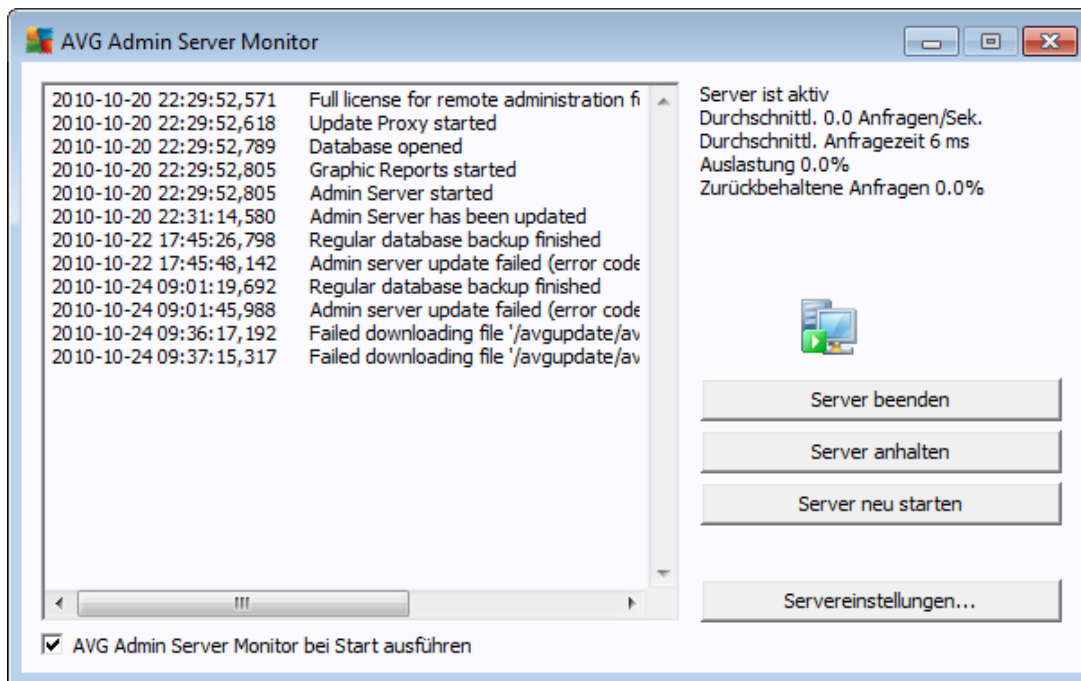 AVG Admin Server Monitor
2010-10-20 22:29:52,571 Full license for remote administration
2010-10-20 22:29:52,618 Update Proxy started
2010-10-20 22:29:52,789 Database opened
2010-10-20 22:29:52,805 Graphic Reports started
2010-10-20 22:29:52,805 Admin Server started
2010-10-20 22:31:14,580 Admin Server has been updated
2010-10-22 17:45:26,798 Regular database backup finished
2010-10-22 17:45:48,142 Admin server update failed (error code
2010-10-24 09:01:19,692 Regular database backup finished
2010-10-24 09:01:45,988 Admin server update failed (error code
2010-10-24 09:36:17,192 Failed downloading file '/avgupdate/av
2010-10-24 09:37:15,317 Failed downloading file '/avgupdate/av
Server ist aktiv
Durchschnittl. 0.0 Anfragen/Sek.
Durchschnittl. Anfragezeit 6 ms
Auslastung 0.0%
Zurückbehaltene Anfragen 0.0%
Server beenden
Server anhalten
Server neu starten
Servereinstellungen...
AVG Admin Server Monitor bei Start ausführen